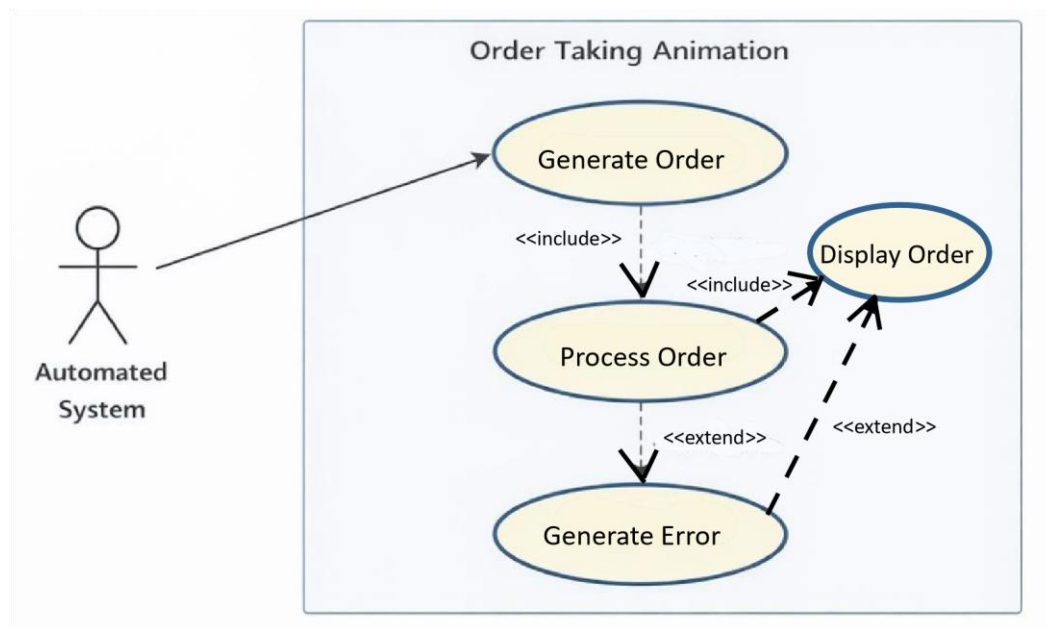 Order Taking Animation
Generate Order
<<include>>
Display Order
<<include>>
Process Order
Automated
System
<<extend>>
<<extend>>
Generate Error